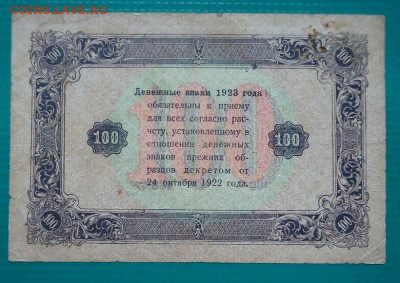 COINS.LAVE.RU
100 100
Денежные знаки 1923 года
обязательны к приему
для всех согласно рас-
чету, установленному в
100 отношении денежных 100
знаков прежних об-
разцов декретом от
24 октября 1922 года.
100 100